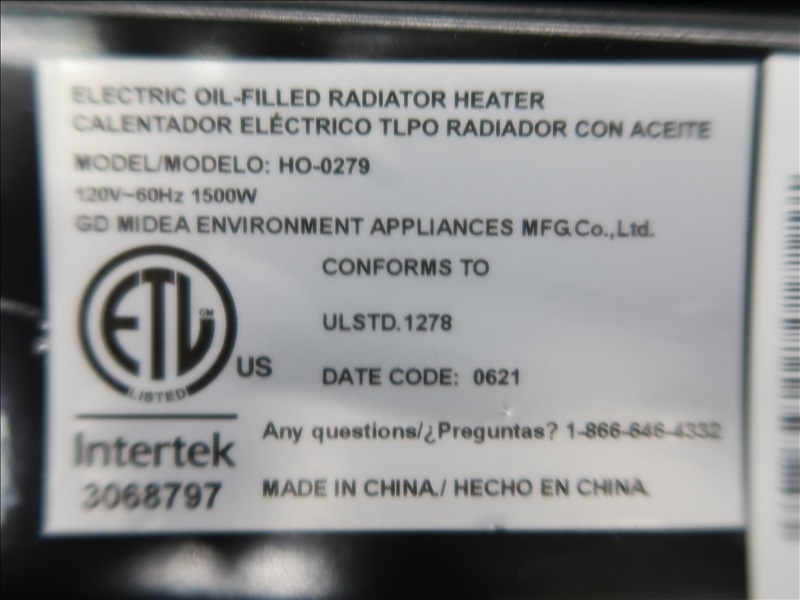 ELECTRIC OIL-FILLED RADIATOR HEATER
CALENTADOR ELÉCTRICO TLPO RADIADOR CON ACEITE
MODEL/MODELO: HO-0279
120V~60Hz 1500W
GD MIDEA ENVIRONMENT APPLIANCES MFG.Co.,Ltd.
ETL CM
LISTED
US
CONFORMS TO
ULSTD.1278
DATE CODE: 0621
Intertek
3068797
Any questions/¿Preguntas? 1-866-646-4332
MADE IN CHINA./ HECHO EN CHINA.